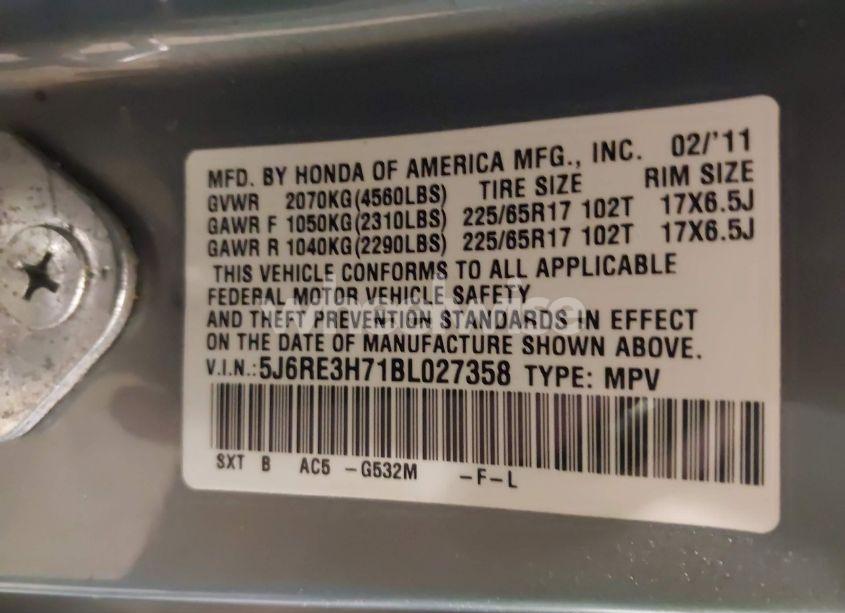 MFD. BY HONDA OF AMERICA MFG., INC. 02/'11
GVWR 2070KG(4560LBS) TIRE SIZE RIM SIZE
GAWR F 1050KG(2310LBS) 225/65R17 102T 17X6.5J
GAWR R 1040KG(2290LBS) 225/65R17 102T 17X6.5J
THIS VEHICLE CONFORMS TO ALL APPLICABLE
FEDERAL MOTOR VEHICLE SAFETY
AND THEFT PREVENTION STANDARDS IN EFFECT
ON THE DATE OF MANUFACTURE SHOWN ABOVE.
V.I.N.:5J6RE3H71BL027358 TYPE: MPV
SXT B AC5 -G532M -F-L